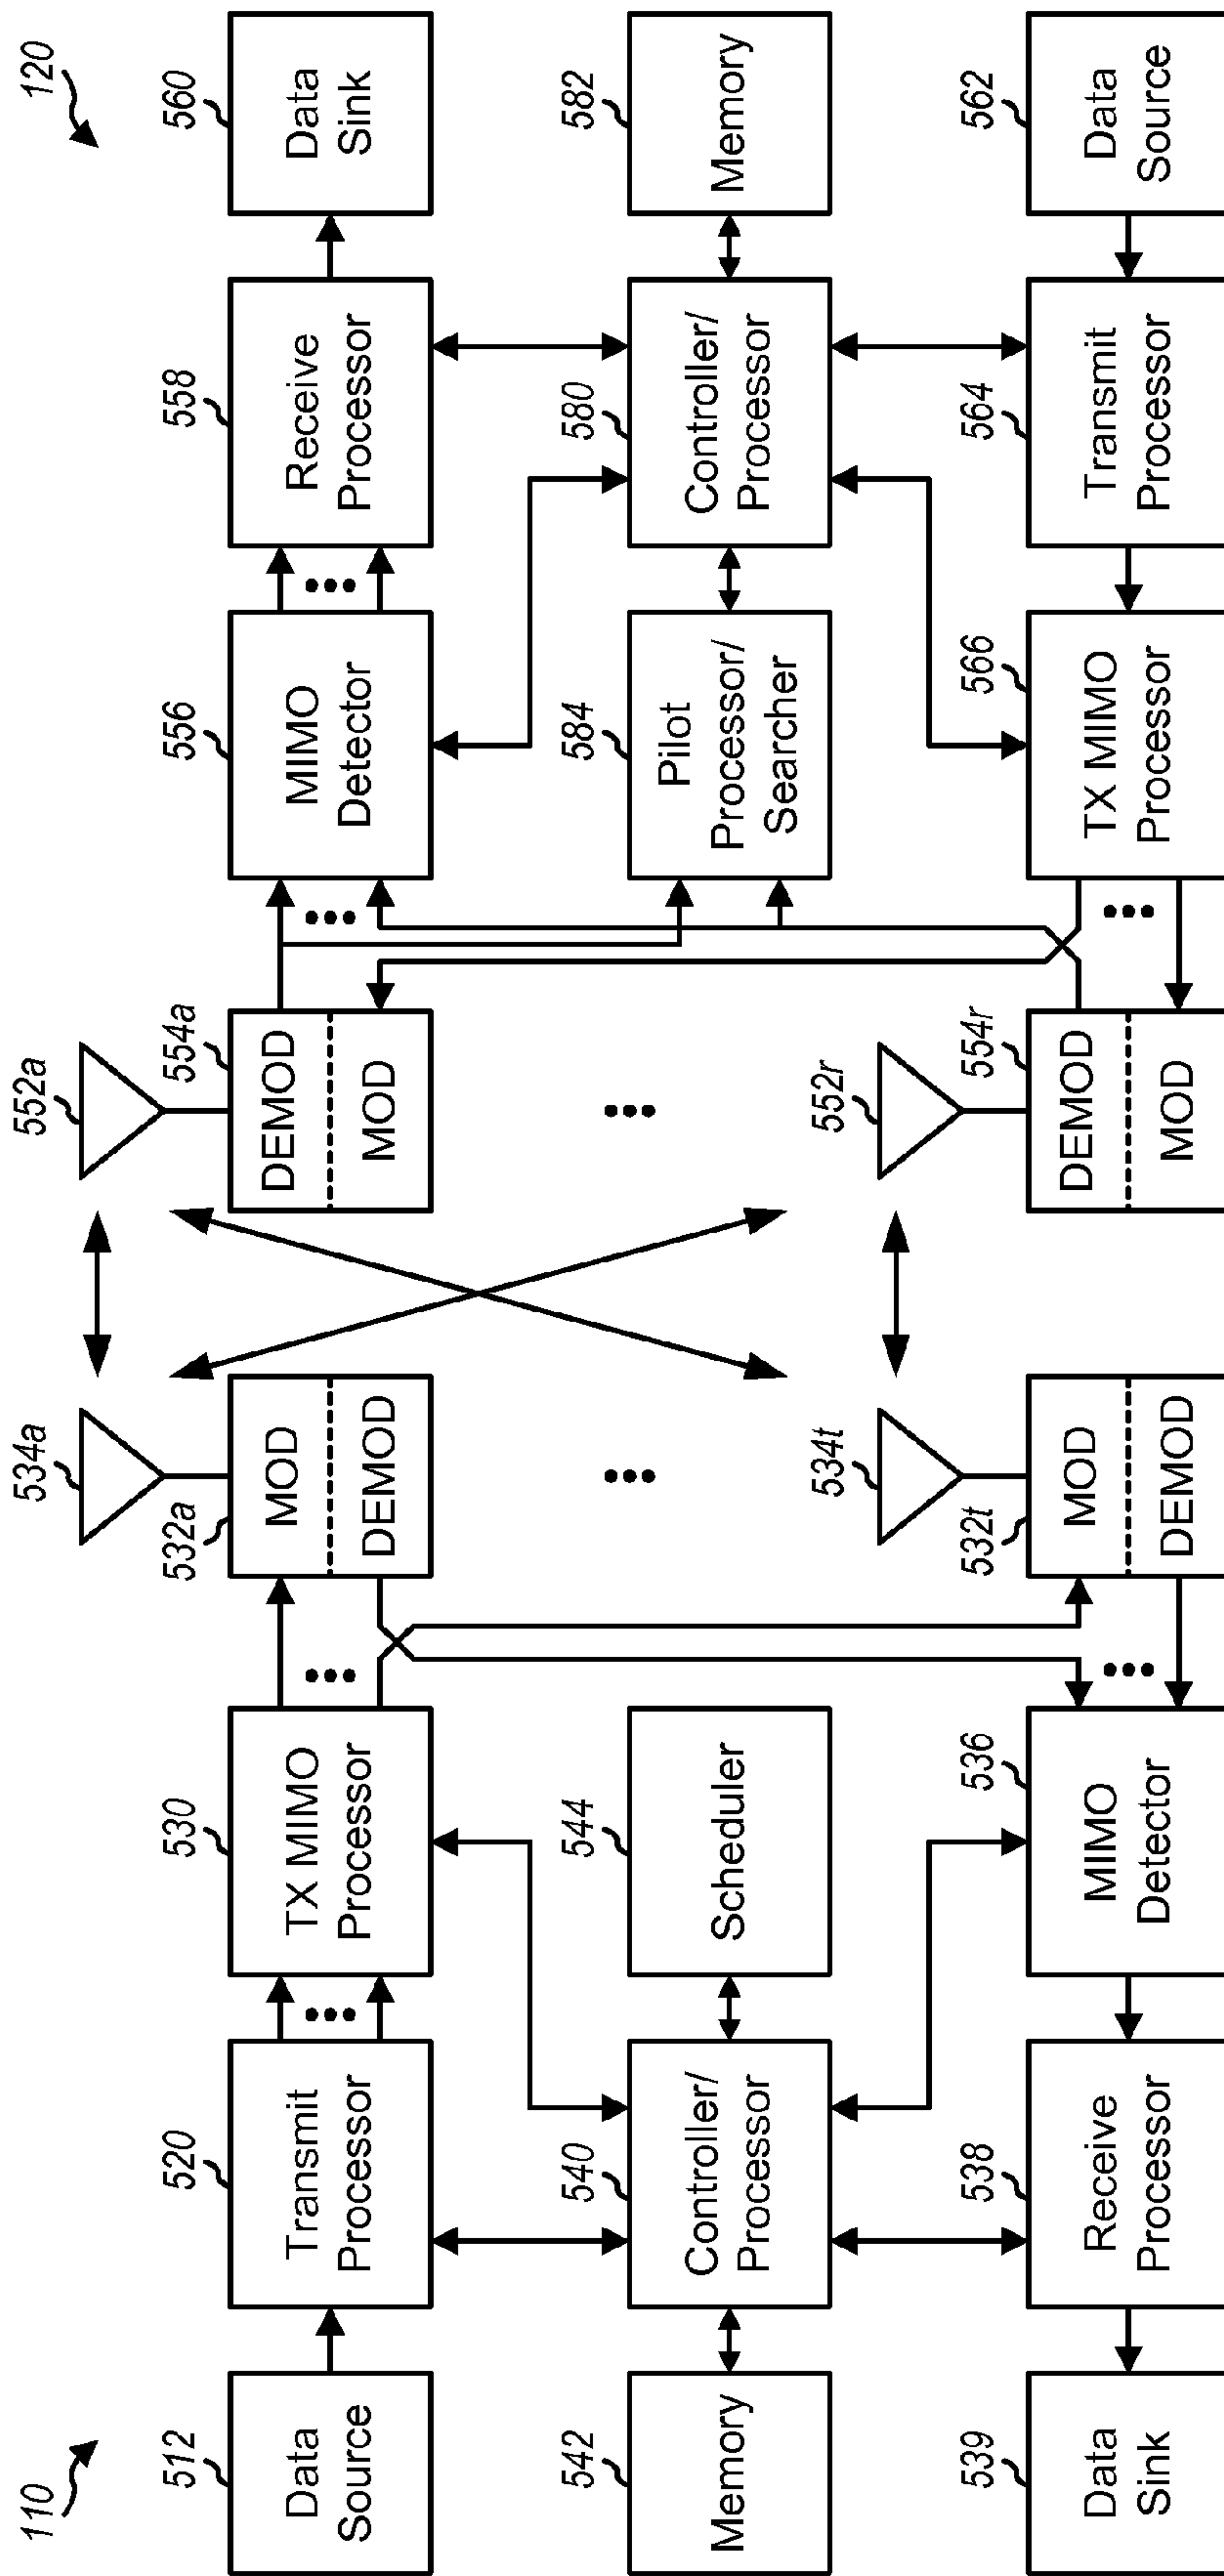 110
120
512
Data
Source
520
Transmit
Processor
530
TX MIMO
Processor
534a
532a
MOD
DEMOD
552a
554a
DEMOD
MOD
556
MIMO
Detector
558
Receive
Processor
560
Data
Sink
542
Memory
540
Controller/
Processor
544
Scheduler
584
Pilot
Processor/
Searcher
580
Controller/
Processor
582
Memory
539
Data
Sink
538
Receive
Processor
536
MIMO
Detector
534t
532t
MOD
DEMOD
552r
554r
DEMOD
MOD
566
TX MIMO
Processor
564
Transmit
Processor
562
Data
Source